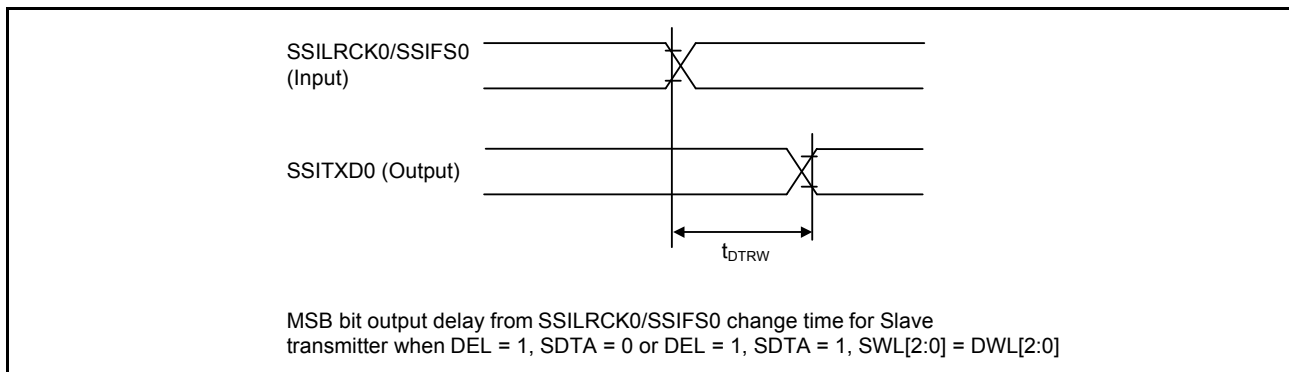 SSILRCK0/SSIFS0
(Input)
SSITXD0 (Output)
tDTRW
MSB bit output delay from SSILRCK0/SSIFS0 change time for Slave
transmitter when DEL = 1, SDTA = 0 or DEL = 1, SDTA = 1, SWL[2:0] = DWL[2:0]